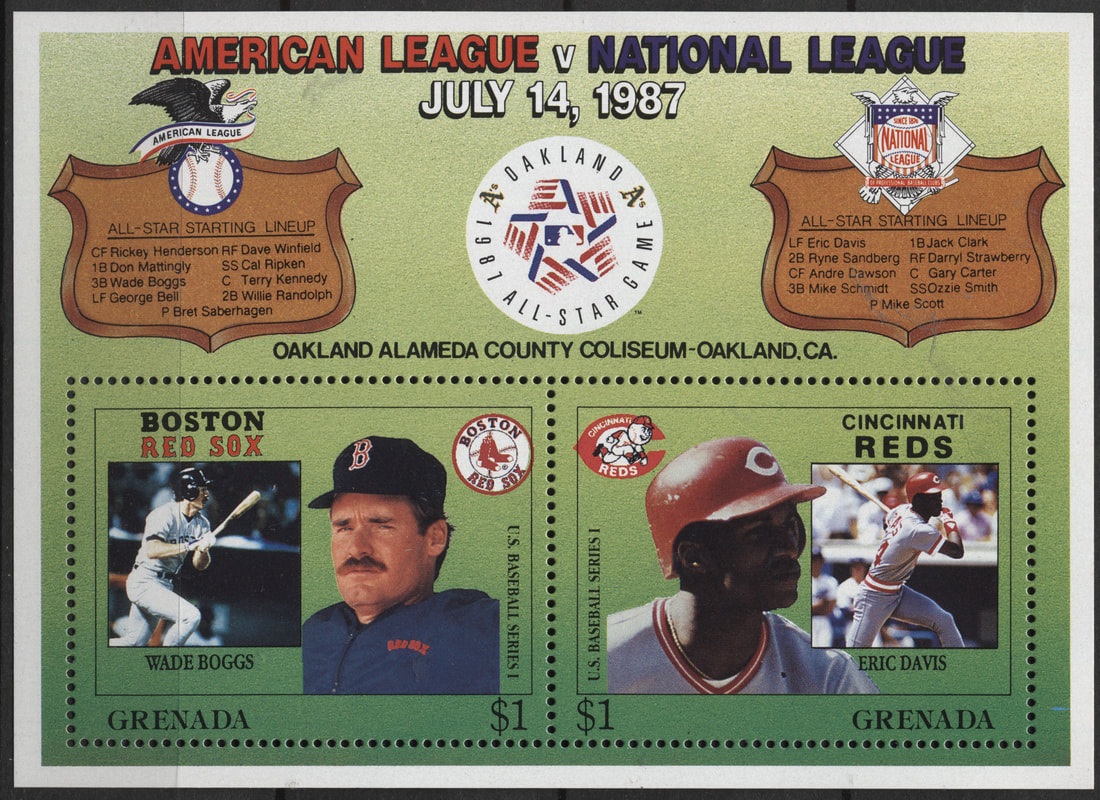 AMERICAN LEAGUE v NATIONAL LEAGUE
JULY 14, 1987
AMERICAN LEAGUE
ALL-STAR STARTING LINEUP
CF Rickey Henderson RF Dave Winfield
1B Don Mattingly SS Cal Ripken
3B Wade Boggs C Terry Kennedy
LF George Bell 2B Willie Randolph
P Bret Saberhagen
A's OAKLAND A's
1987 ALL-STAR GAME
™
SINCE 1876
NATIONAL
LEAGUE
OF PROFESSIONAL BASEBALL CLUBS
ALL-STAR STARTING LINEUP
LF Eric Davis 1B Jack Clark
2B Ryne Sandberg RF Darryl Strawberry
CF Andre Dawson C Gary Carter
3B Mike Schmidt SS Ozzie Smith
P Mike Scott
OAKLAND ALAMEDA COUNTY COLISEUM-OAKLAND, CA.
BOSTON
RED SOX
BOSTON
RED SOX
®
B
RED SOX
U.S. BASEBALL SERIES I
WADE BOGGS
GRENADA $1
CINCINNATI
REDS
CINCINNATI
REDS
C
U.S. BASEBALL SERIES I
ERIC DAVIS
$1 GRENADA